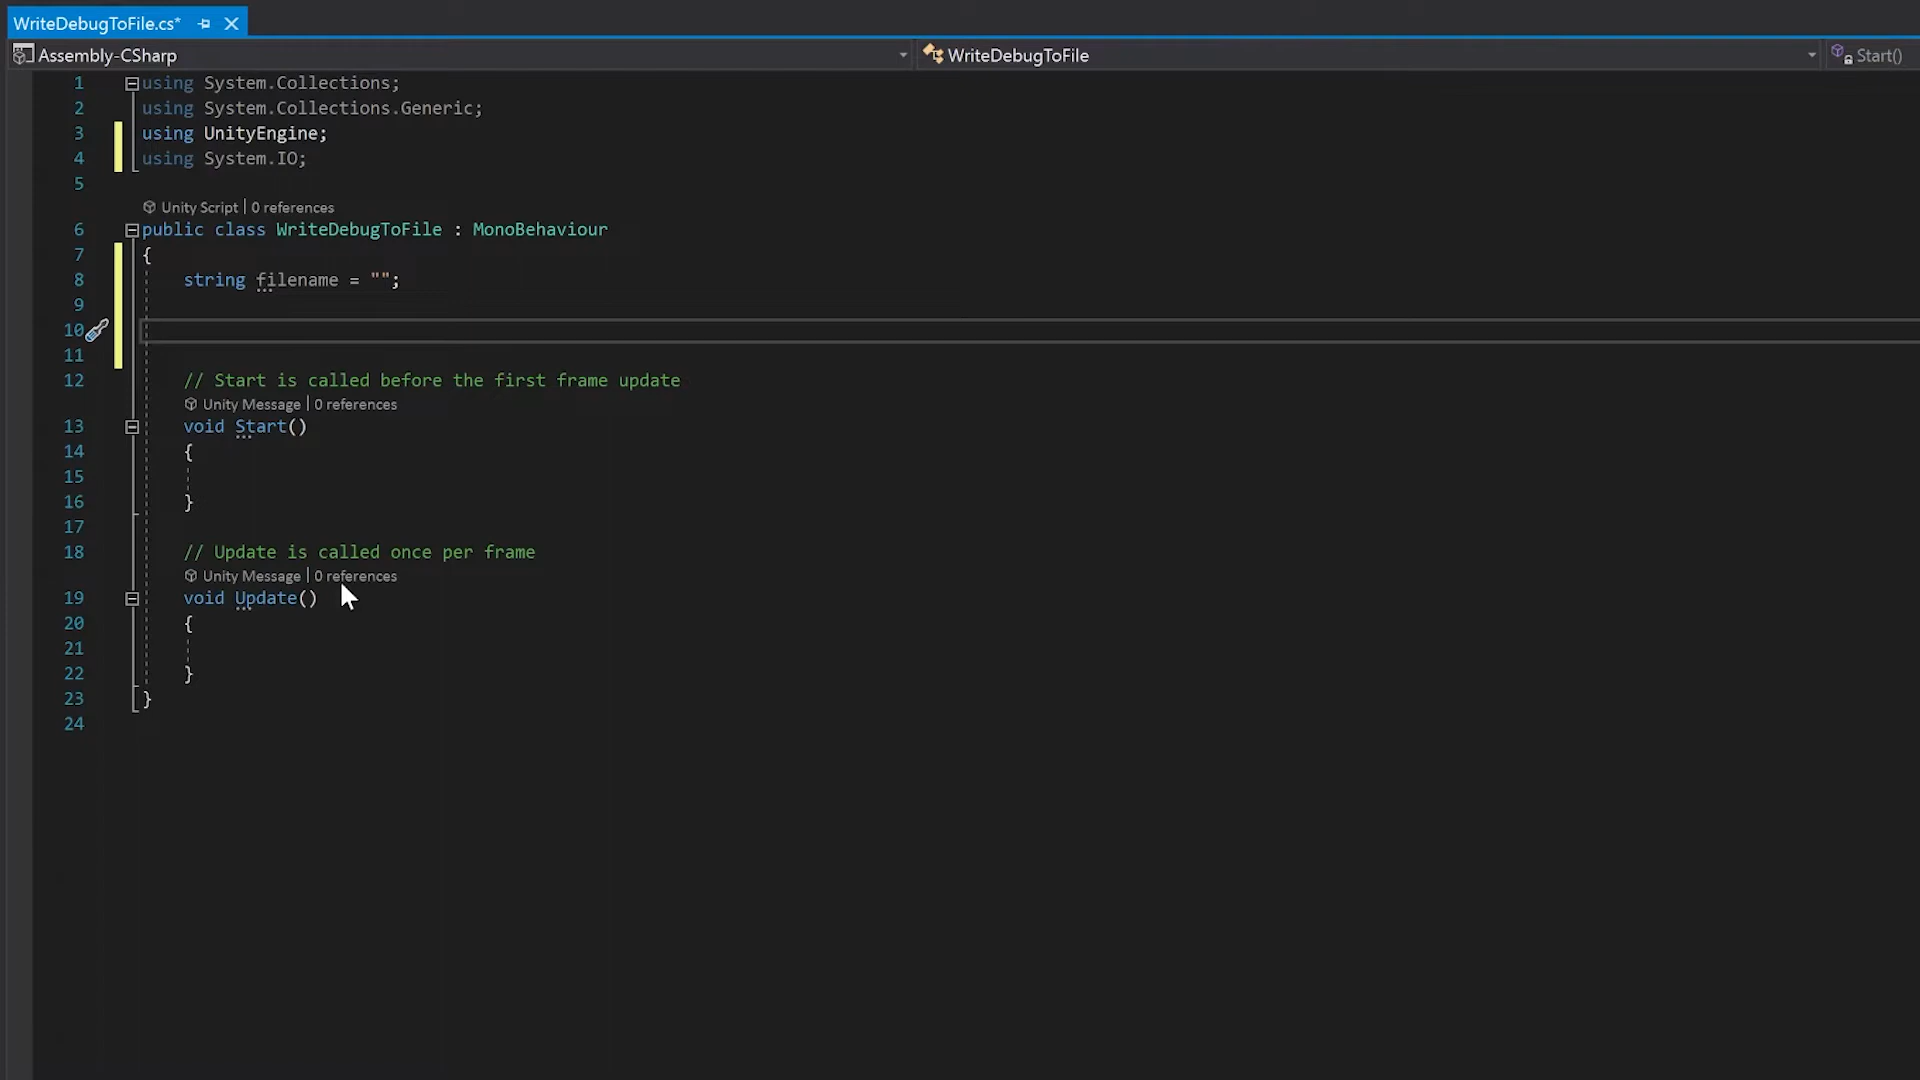 WriteDebugToFile.cs*
Assembly-CSharp
WriteDebugToFile
Start()
1 using System.Collections;
2 using System.Collections.Generic;
3 using UnityEngine;
4 using System.IO;
5
Unity Script | 0 references
6 public class WriteDebugToFile : MonoBehaviour
7 {
8 string filename = "";
9
10
11
12 // Start is called before the first frame update
Unity Message | 0 references
13 void Start()
14 {
15
16 }
17
18 // Update is called once per frame
Unity Message | 0 references
19 void Update()
20 {
21
22 }
23 }
24